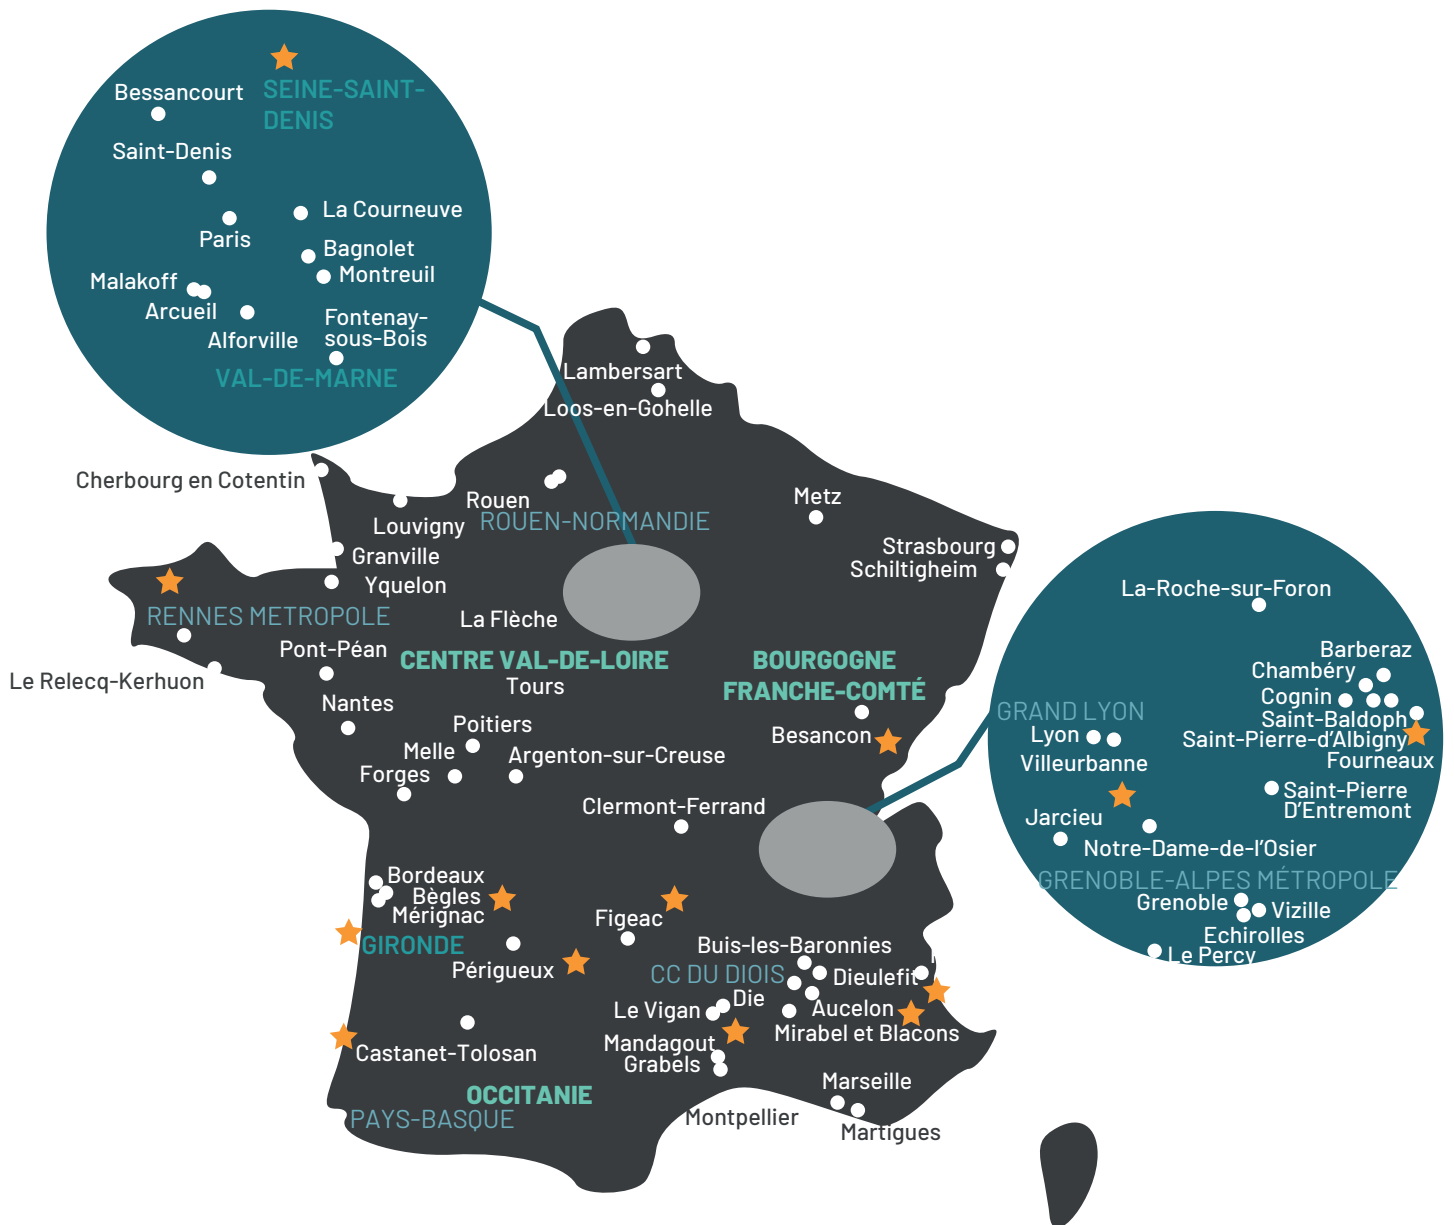 SEINE-SAINT-
DENIS
Bessancourt
Saint-Denis
La Courneuve
Paris
Bagnolet
Montreuil
Malakoff
Arcueil
Fontenay-
sous-Bois
Alforville
VAL-DE-MARNE
Lambersart
Loos-en-Gohelle
Cherbourg en Cotentin
Rouen
ROUEN-NORMANDIE
Louvigny
Metz
Granville
Strasbourg
Schiltigheim
Yquelon
RENNES METROPOLE
La Flèche
Pont-Péan
Le Relecq-Kerhuon
CENTRE VAL-DE-LOIRE
Tours
BOURGOGNE
FRANCHE-COMTÉ
Nantes
Poitiers
Besancon
Melle
Argenton-sur-Creuse
Forges
Clermont-Ferrand
La-Roche-sur-Foron
Barberaz
Chambéry
Cognin
GRAND LYON
Saint-Baldoph
Lyon
Saint-Pierre-d'Albigny
Villeurbanne
Fourneaux
Saint-Pierre
D'Entremont
Jarcieu
Notre-Dame-de-l'Osier
GRENOBLE-ALPES MÉTROPOLE
Grenoble
Vizille
Echirolles
Le Percy
Bordeaux
Bègles
Mérignac
GIRONDE
Figeac
Périgueux
Buis-les-Baronnies
CC DU DIOIS
Dieulefit
Die
Le Vigan
Aucelon
Mirabel et Blacons
Mandagout
Grabels
Castanet-Tolosan
OCCITANIE
PAYS-BASQUE
Marseille
Montpellier
Martigues